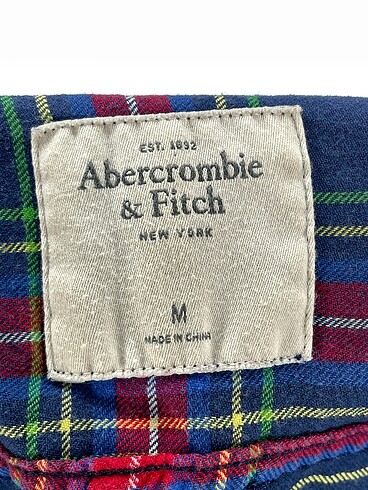 EST. 1892
Abercrombie
& Fitch
NEW YORK
M
MADE IN CHINA